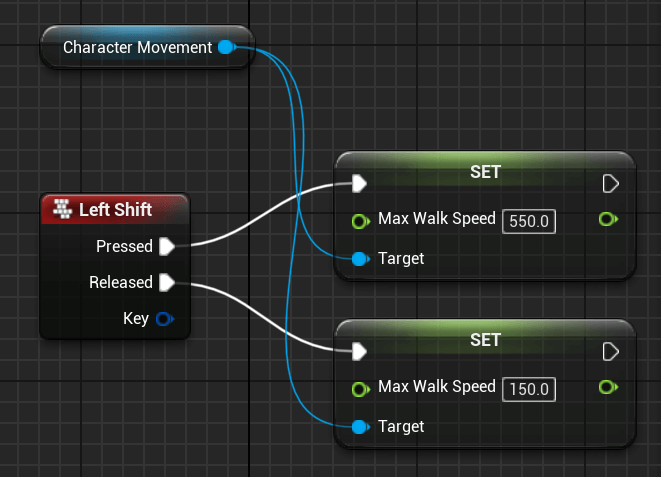 Character Movement
SET
Left Shift
Pressed
Max Walk Speed 550.0
Released
Target
Key
SET
Max Walk Speed 150.0
Target